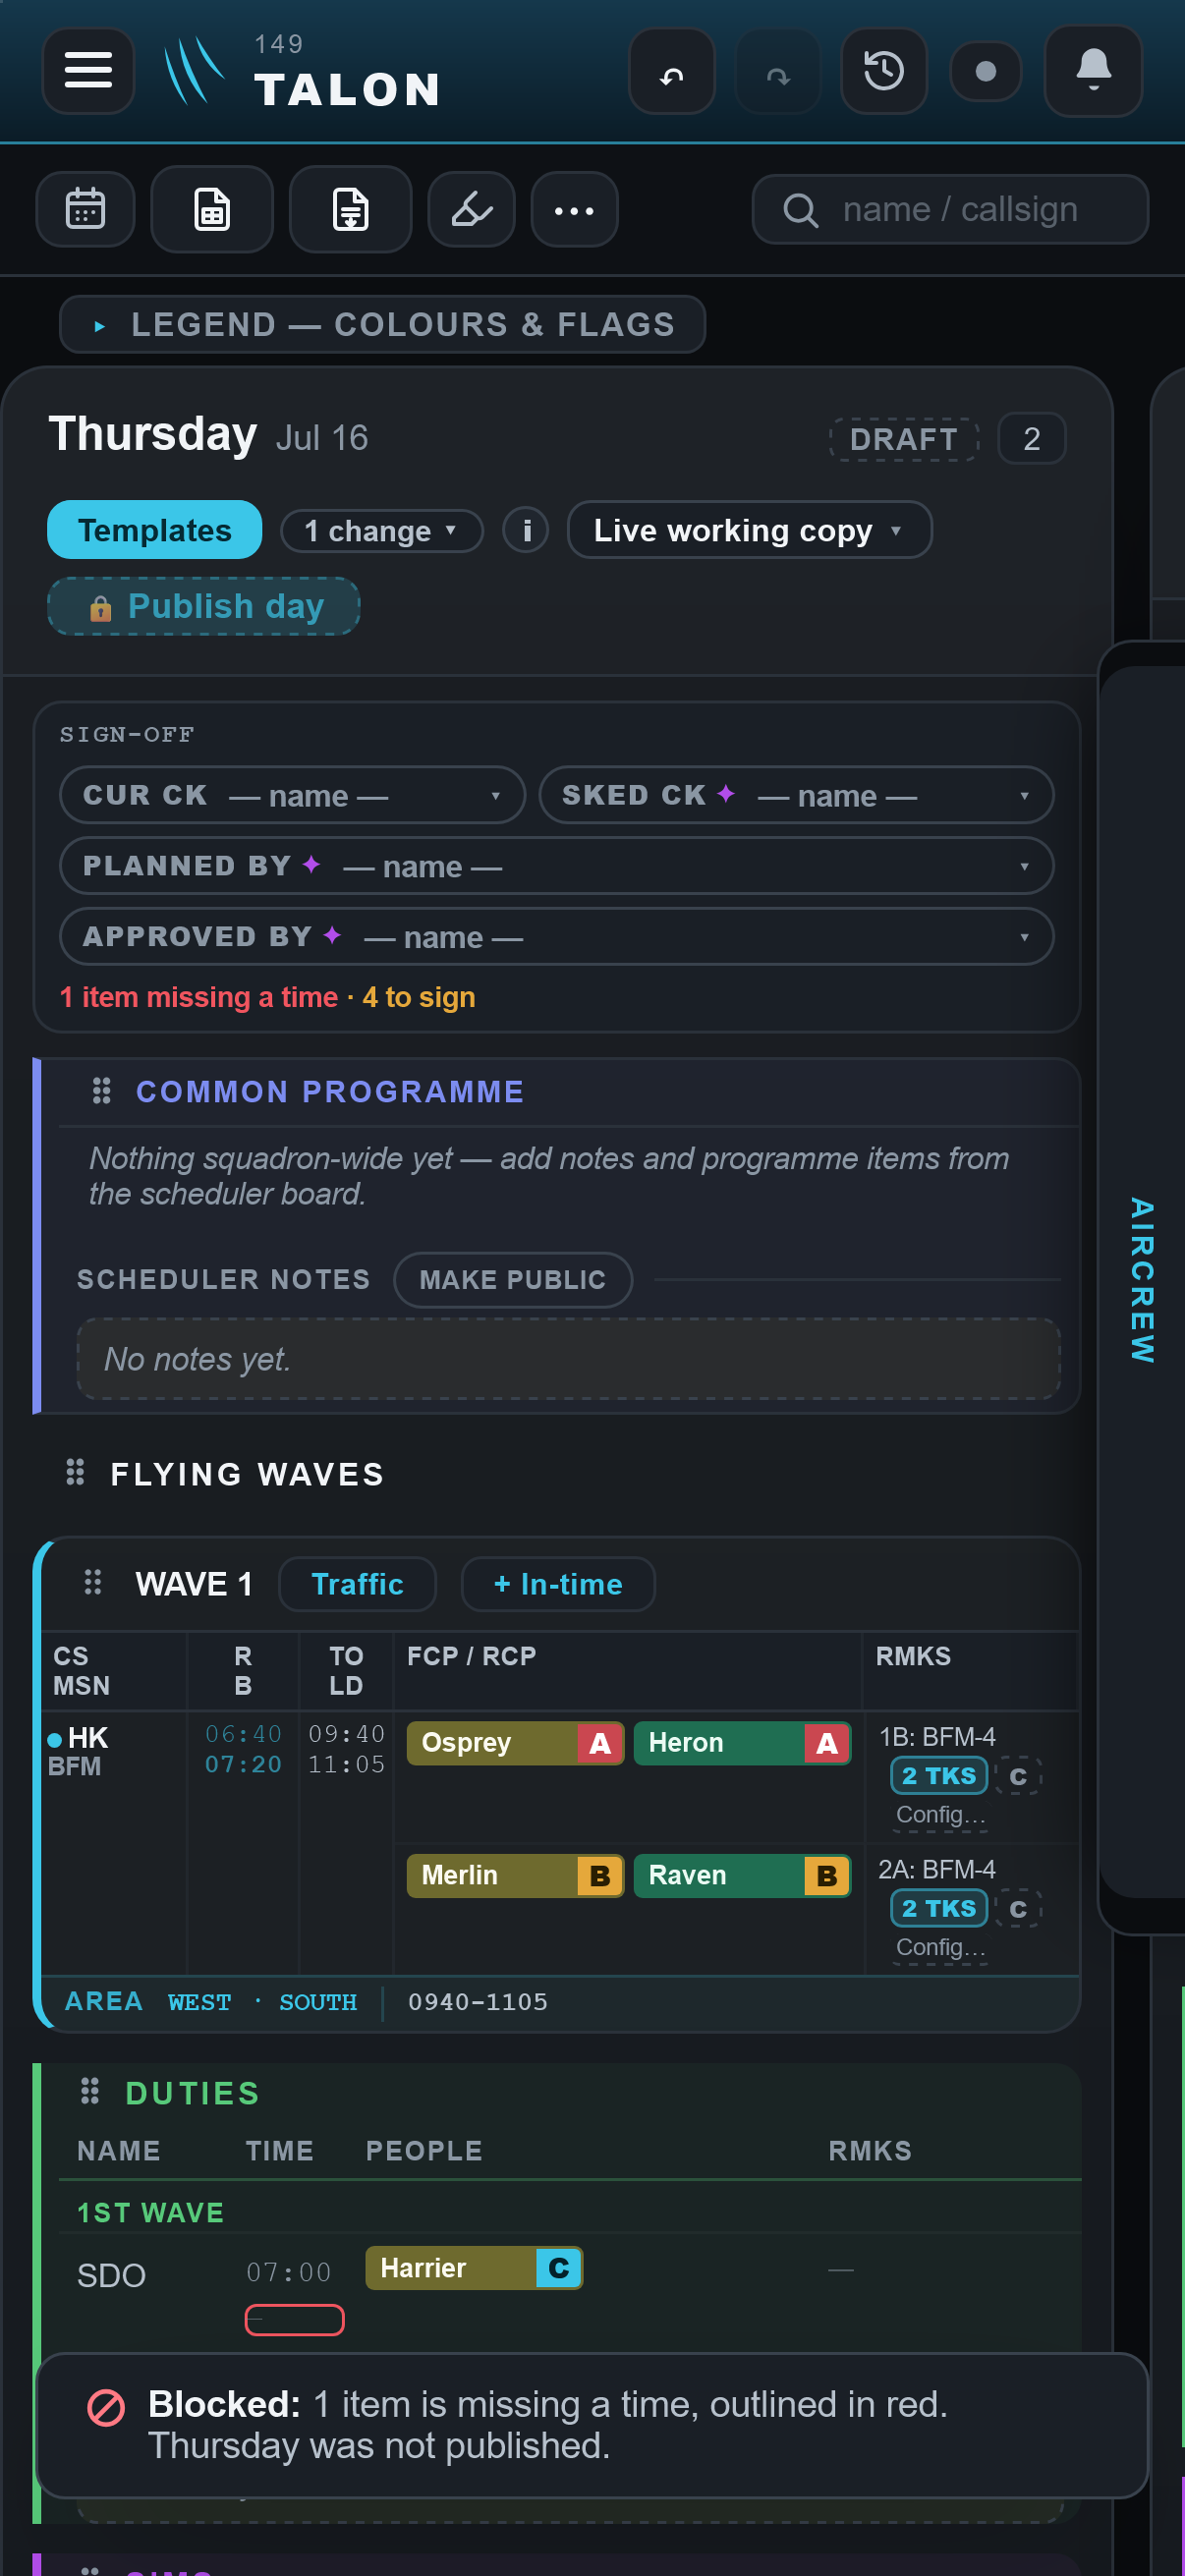 149
TALON
name / callsign
▸ LEGEND — COLOURS & FLAGS
Thursday Jul 16 DRAFT 2
Templates 1 change ▾ i Live working copy ▾
🔒 Publish day
SIGN-OFF
CUR CK — name — ▾ SKED CK ✦ — name — ▾
PLANNED BY ✦ — name — ▾
APPROVED BY ✦ — name — ▾
1 item missing a time · 4 to sign
COMMON PROGRAMME
Nothing squadron-wide yet — add notes and programme items from
the scheduler board.
SCHEDULER NOTES MAKE PUBLIC
No notes yet.
AIRCREW
FLYING WAVES
WAVE 1 Traffic + In-time
CS R TO FCP / RCP RMKS
MSN B LD
HK 06:40 09:40 Osprey A Heron A 1B: BFM-4
BFM 07:20 11:05
2 TKS C
Config…
Merlin B Raven B 2A: BFM-4
2 TKS C
Config…
AREA WEST · SOUTH 0940-1105
DUTIES
NAME TIME PEOPLE RMKS
1ST WAVE
SDO 07:00 Harrier C —
—
Blocked: 1 item is missing a time, outlined in red.
Thursday was not published.